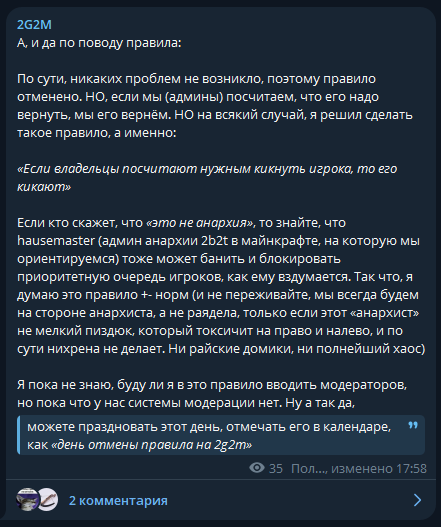 2G2M
А, и да по поводу правила:
По сути, никаких проблем не возникло, поэтому правило
отменено. НО, если мы (админы) посчитаем, что его надо
вернуть, мы его вернём. НО на всякий случай, я решил сделать
такое правило, а именно:
«Если владельцы посчитают нужным кикнуть игрока, то его
кикают»
Если кто скажет, что «это не анархия», то знайте, что
hausemaster (админ анархии 2b2t в майнкрафте, на которую мы
ориентируемся) тоже может банить и блокировать
приоритетную очередь игроков, как ему вздумается. Так что, я
думаю это правило +- норм (и не переживайте, мы всегда будем
на стороне анархиста, а не раядела, только если этот «анархист»
не мелкий пиздюк, который токсичит на право и налево, и по
сути нихрена не делает. Ни райские домики, ни полнейший хаос)
Я пока не знаю, буду ли я в это правило вводить модераторов,
но пока что у нас системы модерации нет. Ну а так да,
можете праздновать этот день, отмечать его в календаре,
как «день отмены правила на 2g2m»
35 Пол..., изменено 17:58
2 комментария